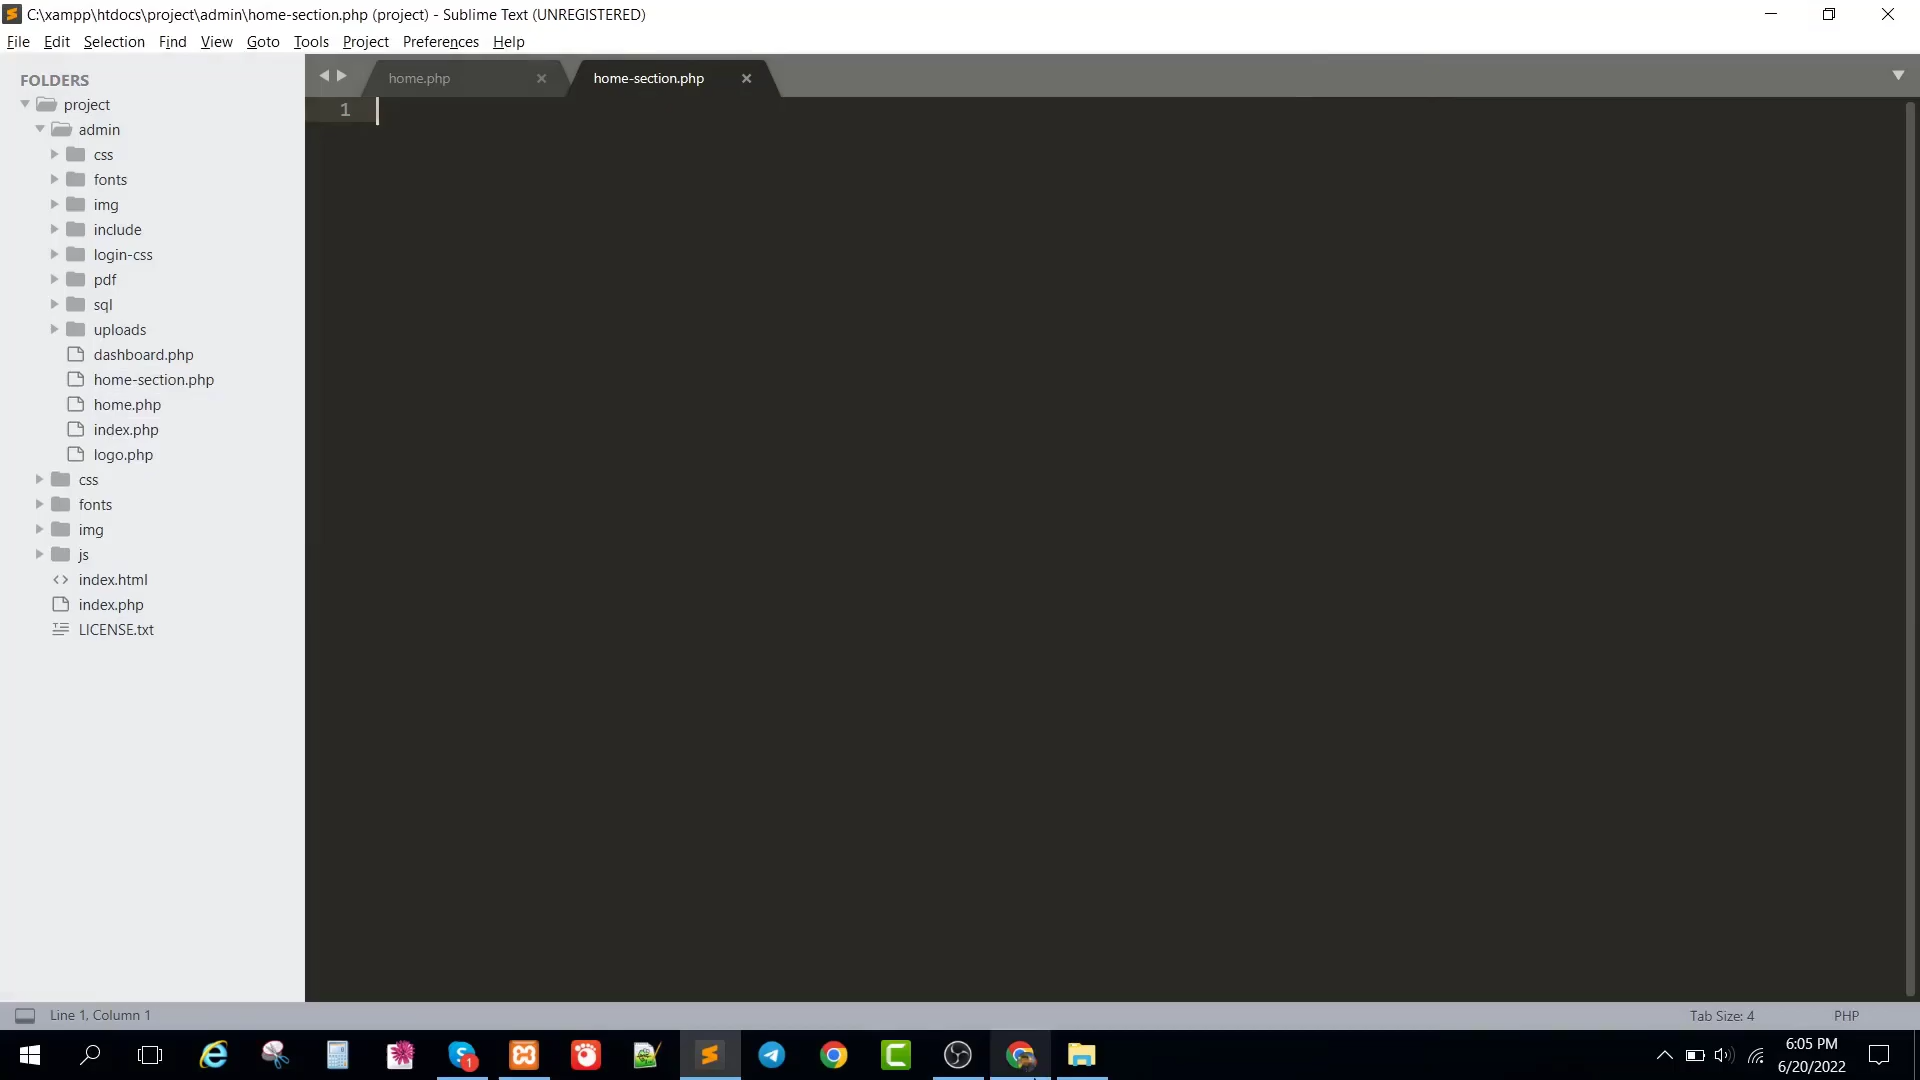 C:\xampp\htdocs\project\admin\home-section.php (project) - Sublime Text (UNREGISTERED)
File Edit Selection Find View Goto Tools Project Preferences Help
FOLDERS
home.php
home-section.php
project
1
admin
css
fonts
img
include
login-css
pdf
sql
uploads
dashboard.php
home-section.php
home.php
index.php
logo.php
css
fonts
img
js
index.html
index.php
LICENSE.txt
Line 1, Column 1
Tab Size: 4
PHP
1
6:05 PM
6/20/2022